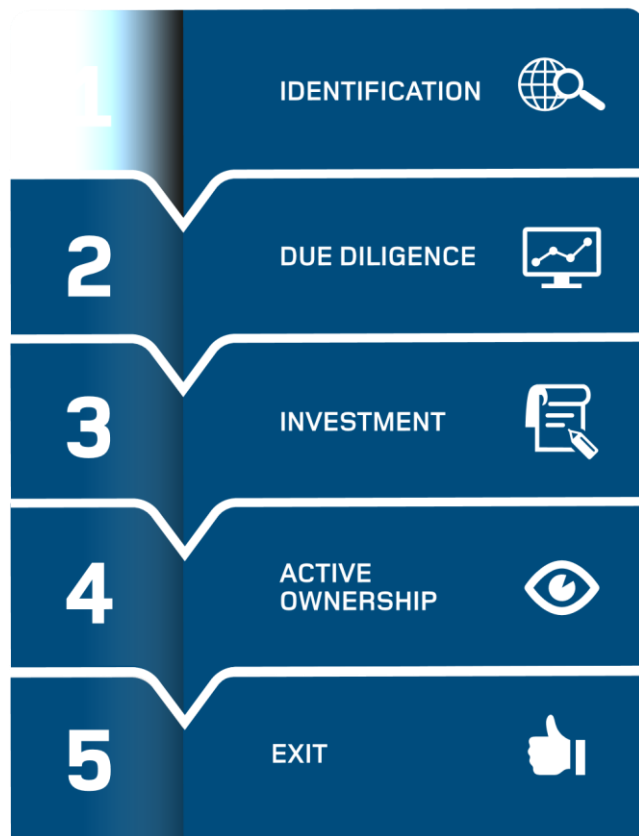 1
IDENTIFICATION
2
DUE DILIGENCE
3
INVESTMENT
4
ACTIVE
OWNERSHIP
5
EXIT